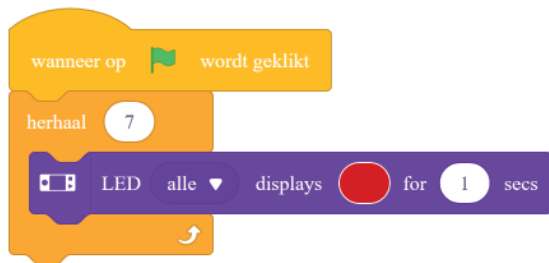 wanneer op wordt geklikt
herhaal 7
LED alle displays for 1 secs